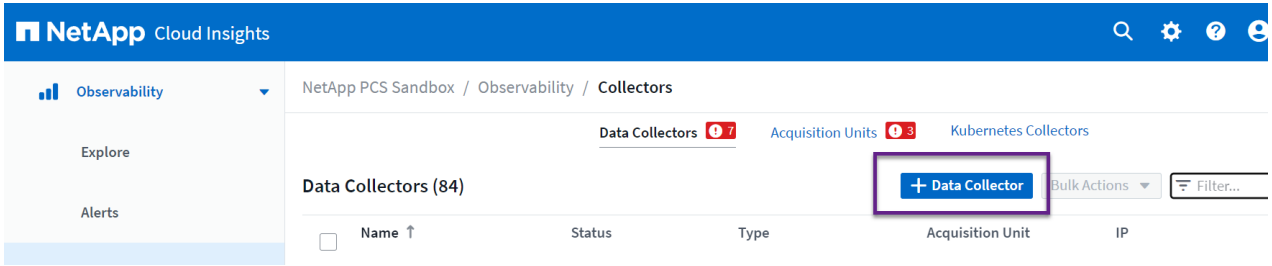 NetApp Cloud Insights
Observability
NetApp PCS Sandbox / Observability / Collectors
Data Collectors 7 Acquisition Units 3 Kubernetes Collectors
Explore
Data Collectors (84) + Data Collector Bulk Actions Filter...
Alerts
Name ↑ Status Type Acquisition Unit IP